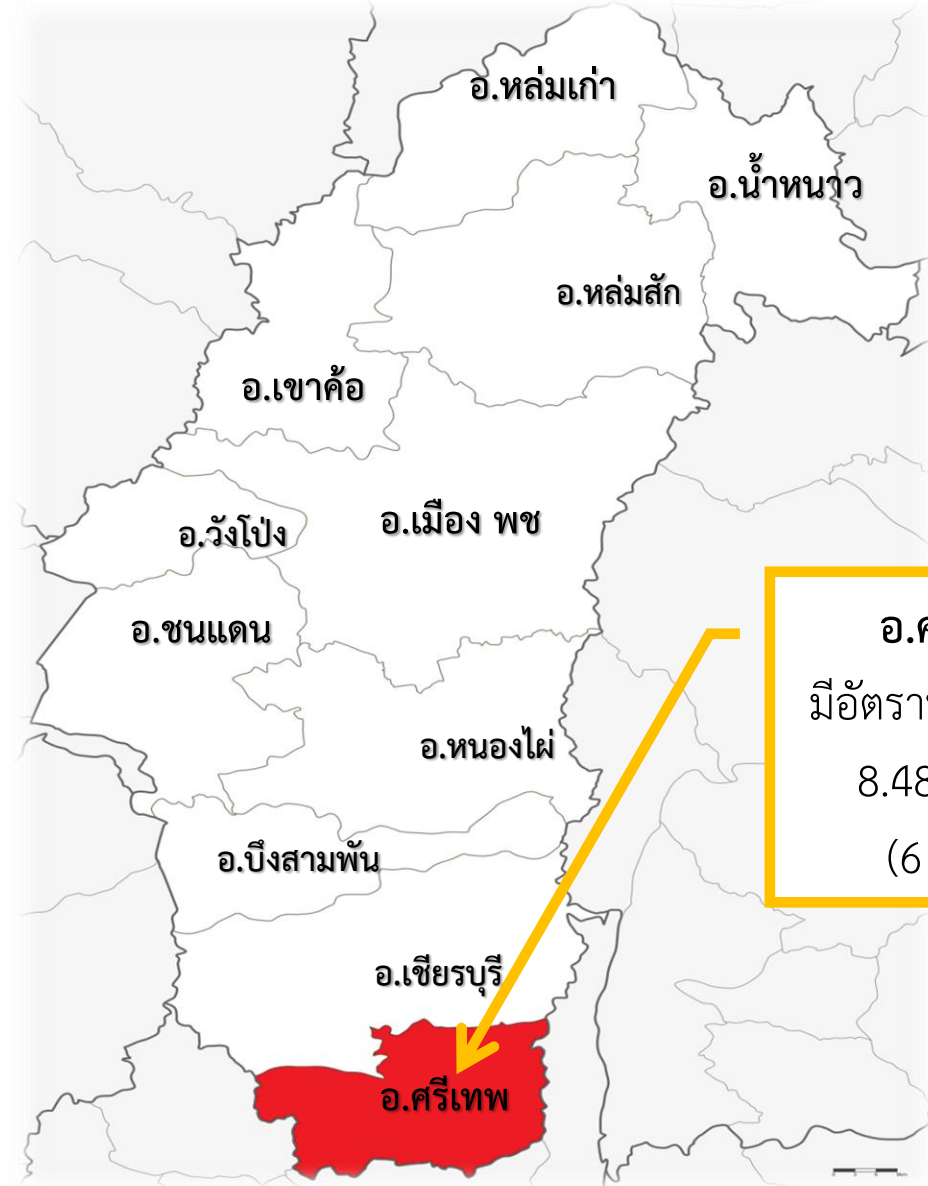 อ.หล่มเก่า
อ.น้ำหนาว
อ.หล่มสัก
อ.เขาค้อ
อ.เมือง พช
อ.วังโป่ง
อ.ชนแดน
อ.หนองไผ่
อ.บึงสามพัน
อ.เชียรบุรี
อ.ศรีเทพ
อ.ศ
มีอัตรา
8.48
(6